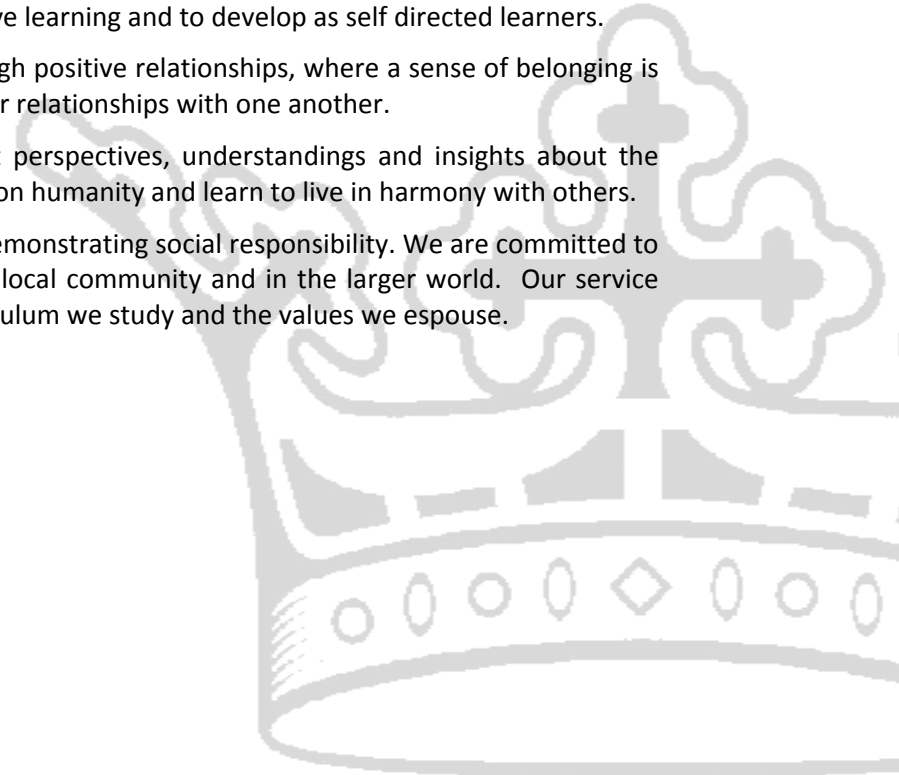 ve learning and to develop as self directed learners.
gh positive relationships, where a sense of belonging is
r relationships with one another.
perspectives, understandings and insights about the
on humanity and learn to live in harmony with others.
emonstrating social responsibility. We are committed to
local community and in the larger world. Our service
ulum we study and the values we espouse.